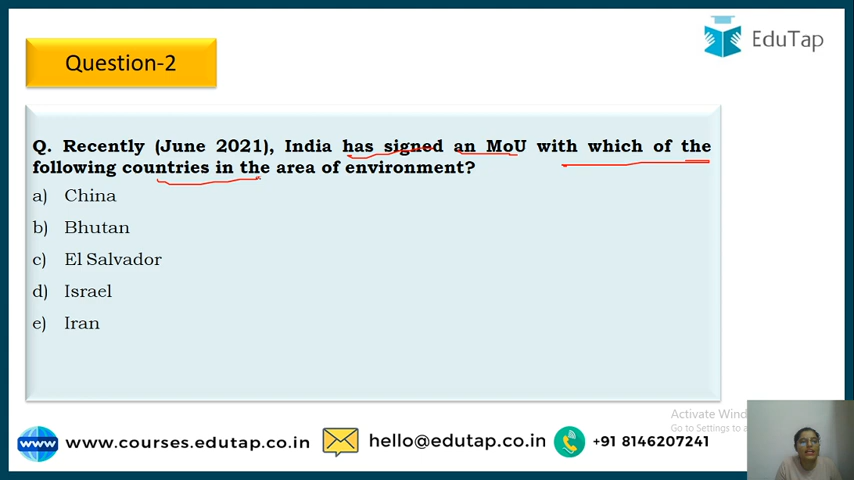 EduTap
Question-2
Q. Recently (June 2021), India has signed an MoU with which of the
following countries in the area of environment?
a) China
b) Bhutan
c) El Salvador
d) Israel
e) Iran
Activate Wind
Go to Settings to a
www
www.courses.edutap.co.in
hello@edutap.co.in
+91 8146207241